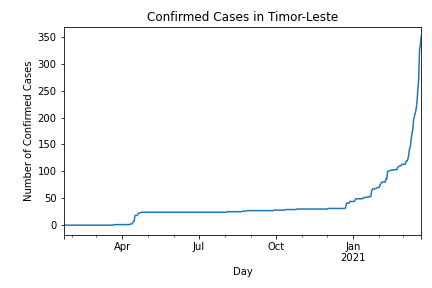 Confirmed Cases in Timor-Leste
350
300
250
200
150
100
50
0
Number of Confirmed Cases
Apr
Jul
Oct
Jan
2021
Day